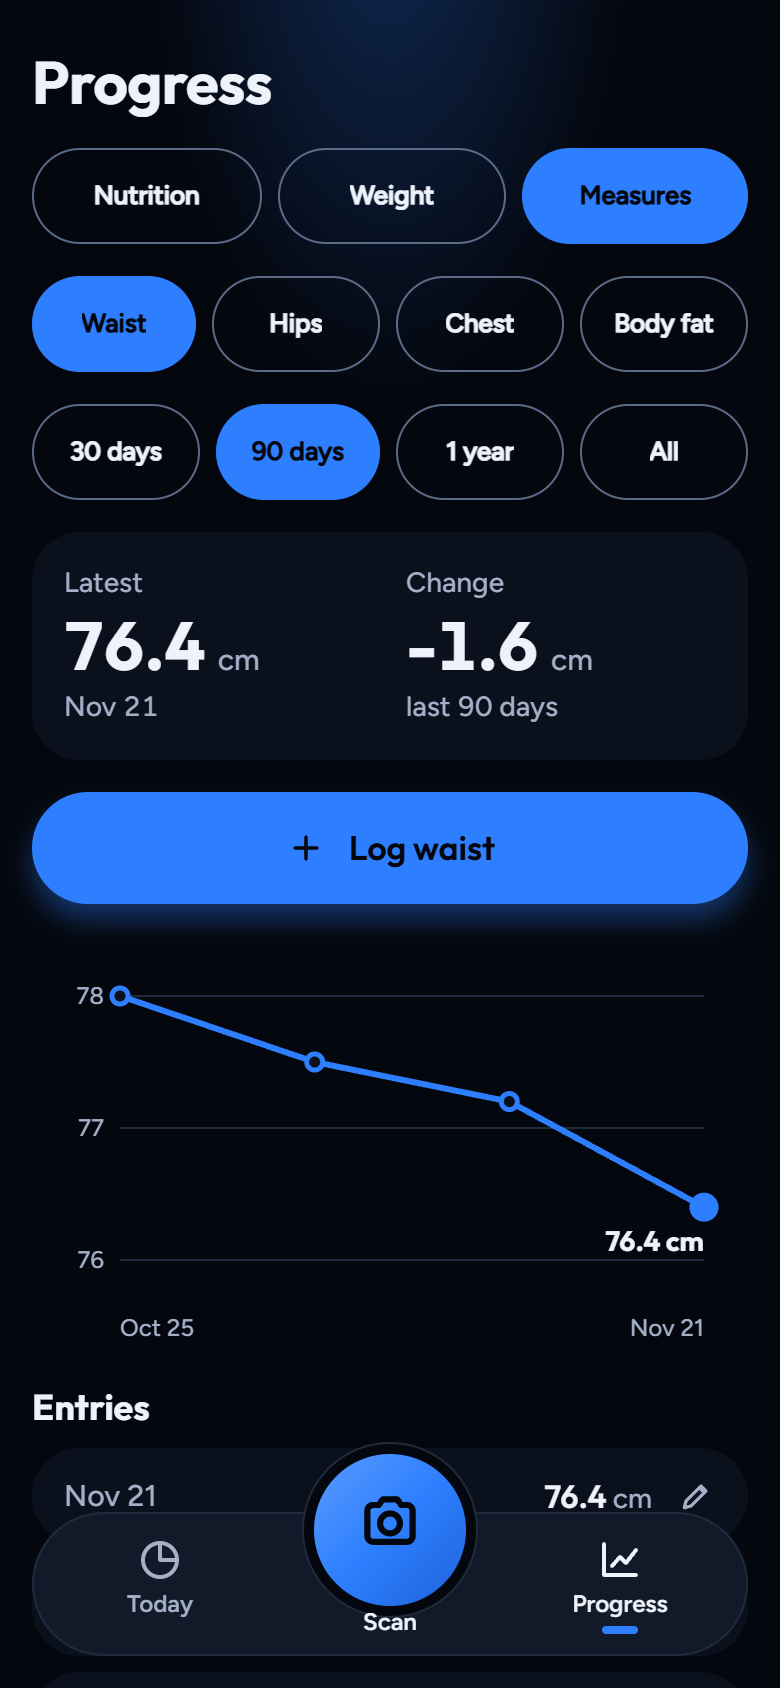 Progress
Nutrition Weight Measures
Waist Hips Chest Body fat
30 days 90 days 1 year All
Latest Change
76.4 cm -1.6 cm
Nov 21 last 90 days
+ Log waist
78
77
76.4 cm
76
Oct 25 Nov 21
Entries
Nov 21 76.4 cm
Today Scan Progress